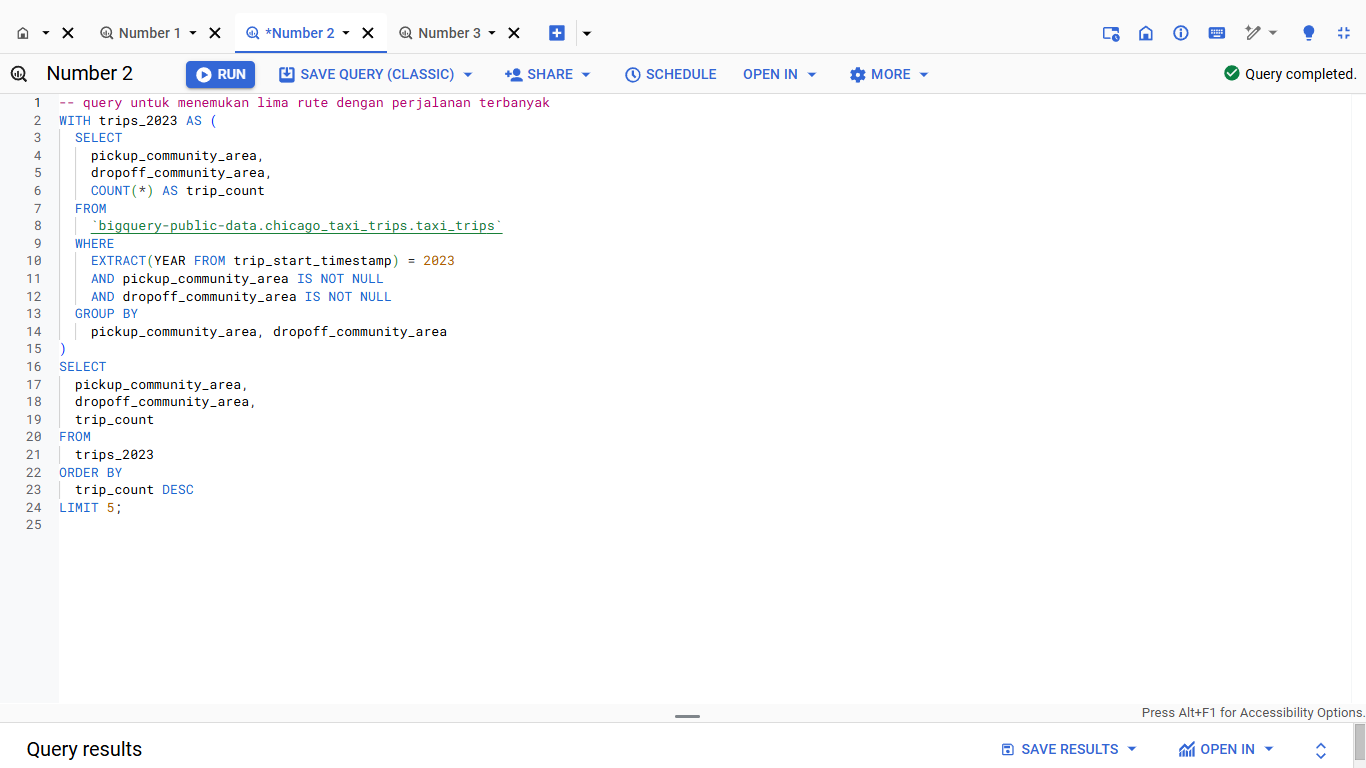 Number 1
*Number 2
Number 3
Number 2
RUN
SAVE QUERY (CLASSIC)
SHARE
SCHEDULE
OPEN IN
MORE
Query completed.
1 -- query untuk menemukan lima rute dengan perjalanan terbanyak
2 WITH trips_2023 AS (
3 SELECT
4 pickup_community_area,
5 dropoff_community_area,
6 COUNT(*) AS trip_count
7 FROM
8 `bigquery-public-data.chicago_taxi_trips.taxi_trips`
9 WHERE
10 EXTRACT(YEAR FROM trip_start_timestamp) = 2023
11 AND pickup_community_area IS NOT NULL
12 AND dropoff_community_area IS NOT NULL
13 GROUP BY
14 pickup_community_area, dropoff_community_area
15 )
16 SELECT
17 pickup_community_area,
18 dropoff_community_area,
19 trip_count
20 FROM
21 trips_2023
22 ORDER BY
23 trip_count DESC
24 LIMIT 5;
25
Press Alt+F1 for Accessibility Options.
Query results
SAVE RESULTS
OPEN IN